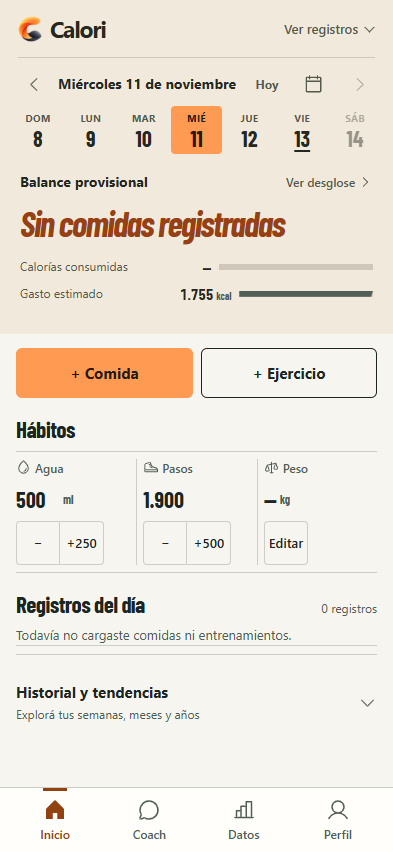 Calori
Ver registros
Miércoles 11 de noviembre
Hoy
DOM LUN MAR MIÉ JUE VIE SÁB
8 9 10 11 12 13 14
Balance provisional
Ver desglose
Sin comidas registradas
Calorías consumidas –
Gasto estimado 1.755 kcal
+ Comida + Ejercicio
Hábitos
Agua Pasos Peso
500 ml 1.900 – kg
– +250 – +500 Editar
Registros del día
0 registros
Todavía no cargaste comidas ni entrenamientos.
Historial y tendencias
Explorá tus semanas, meses y años
Inicio Coach Datos Perfil